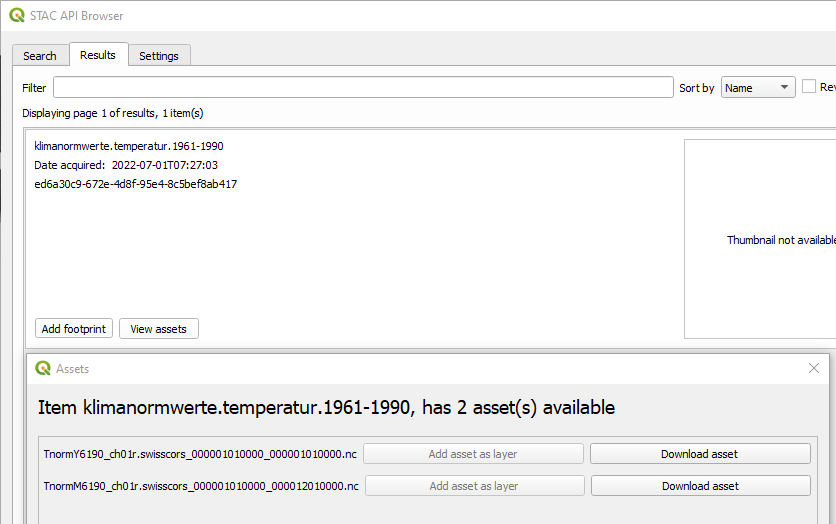 STAC API Browser
Search Results Settings
Filter Sort by Name
Displaying page 1 of results, 1 item(s)
klimanormwerte.temperatur.1961-1990
Date acquired: 2022-07-01T07:27:03
ed6a30c9-672e-4d8f-95e4-8c5bef8ab417
Thumbnail not available
Add footprint View assets
Assets
Item klimanormwerte.temperatur.1961-1990, has 2 asset(s) available
TnormY6190_ch01r.swisscors_000001010000_000001010000.nc Add asset as layer Download asset
TnormM6190_ch01r.swisscors_000001010000_000012010000.nc Add asset as layer Download asset